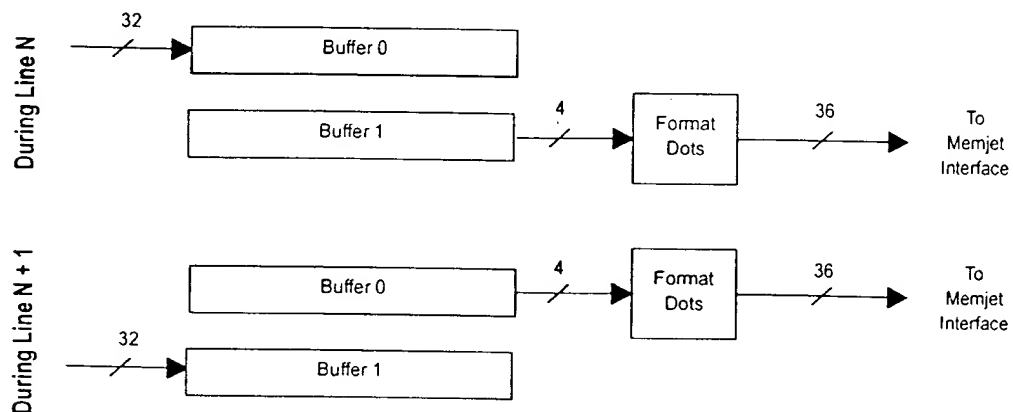 During Line N
32
Buffer 0
Buffer 1
4
Format
Dots
36
To
Memjet
Interface
During Line N + 1
Buffer 0
4
Format
Dots
36
To
Memjet
Interface
32
Buffer 1